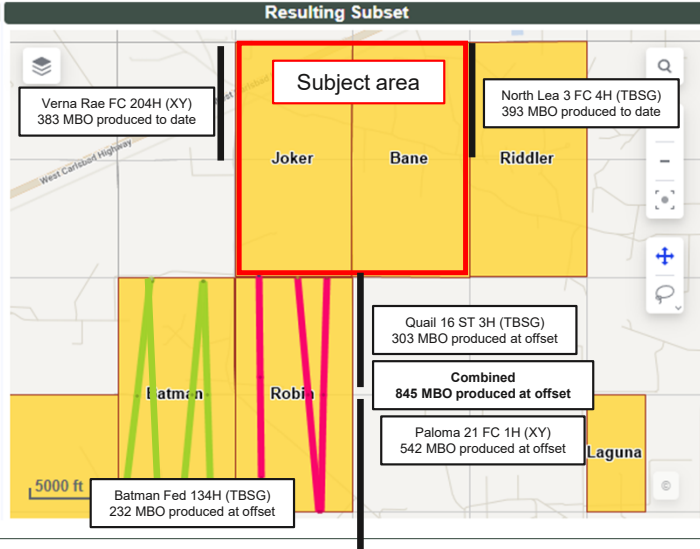 Resulting Subset
Subject area
Verna Rae FC 204H (XY)
383 MBO produced to date
North Lea 3 FC 4H (TBSG)
393 MBO produced to date
West Carlsbad Highway
Joker
Bane
Riddler
Quail 16 ST 3H (TBSG)
303 MBO produced at offset
Combined
845 MBO produced at offset
Batman
Robin
Paloma 21 FC 1H (XY)
542 MBO produced at offset
Laguna
5000 ft
Batman Fed 134H (TBSG)
232 MBO produced at offset
©